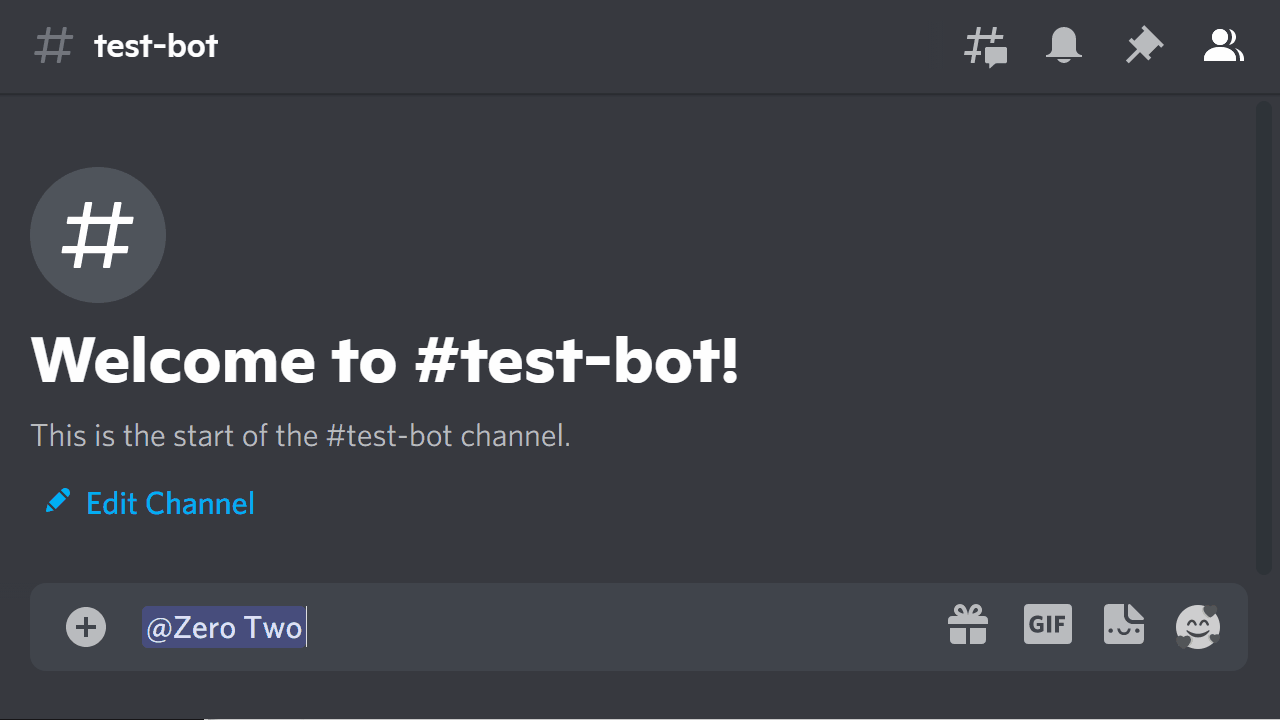 # test-bot
#
Welcome to #test-bot!
This is the start of the #test-bot channel.
Edit Channel
@Zero Two
GIF